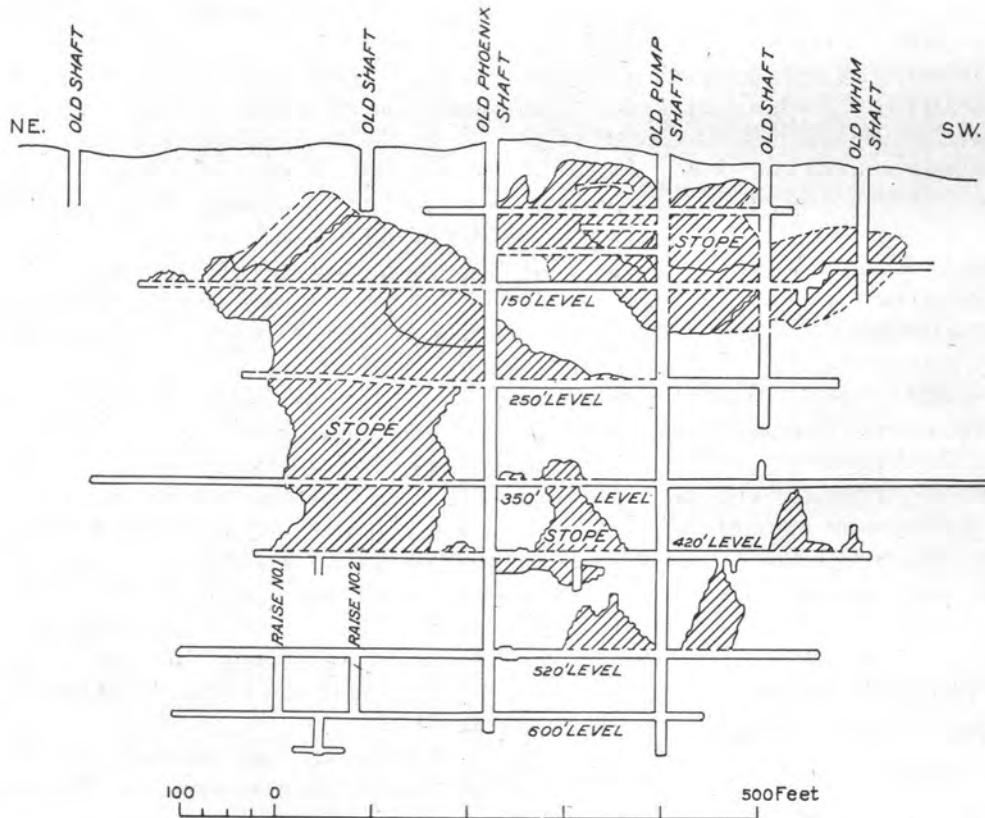 OLD SHAFT
OLD SHAFT
OLD PHOENIX
SHAFT
OLD PUMP
SHAFT
OLD SHAFT
OLD WHIM
SHAFT
NE.
SW.
STOPE
150' LEVEL
250' LEVEL
STOPE
350' LEVEL
STOPE
420' LEVEL
RAISE NO.1
RAISE NO.2
520' LEVEL
600' LEVEL
100 0 500 Feet